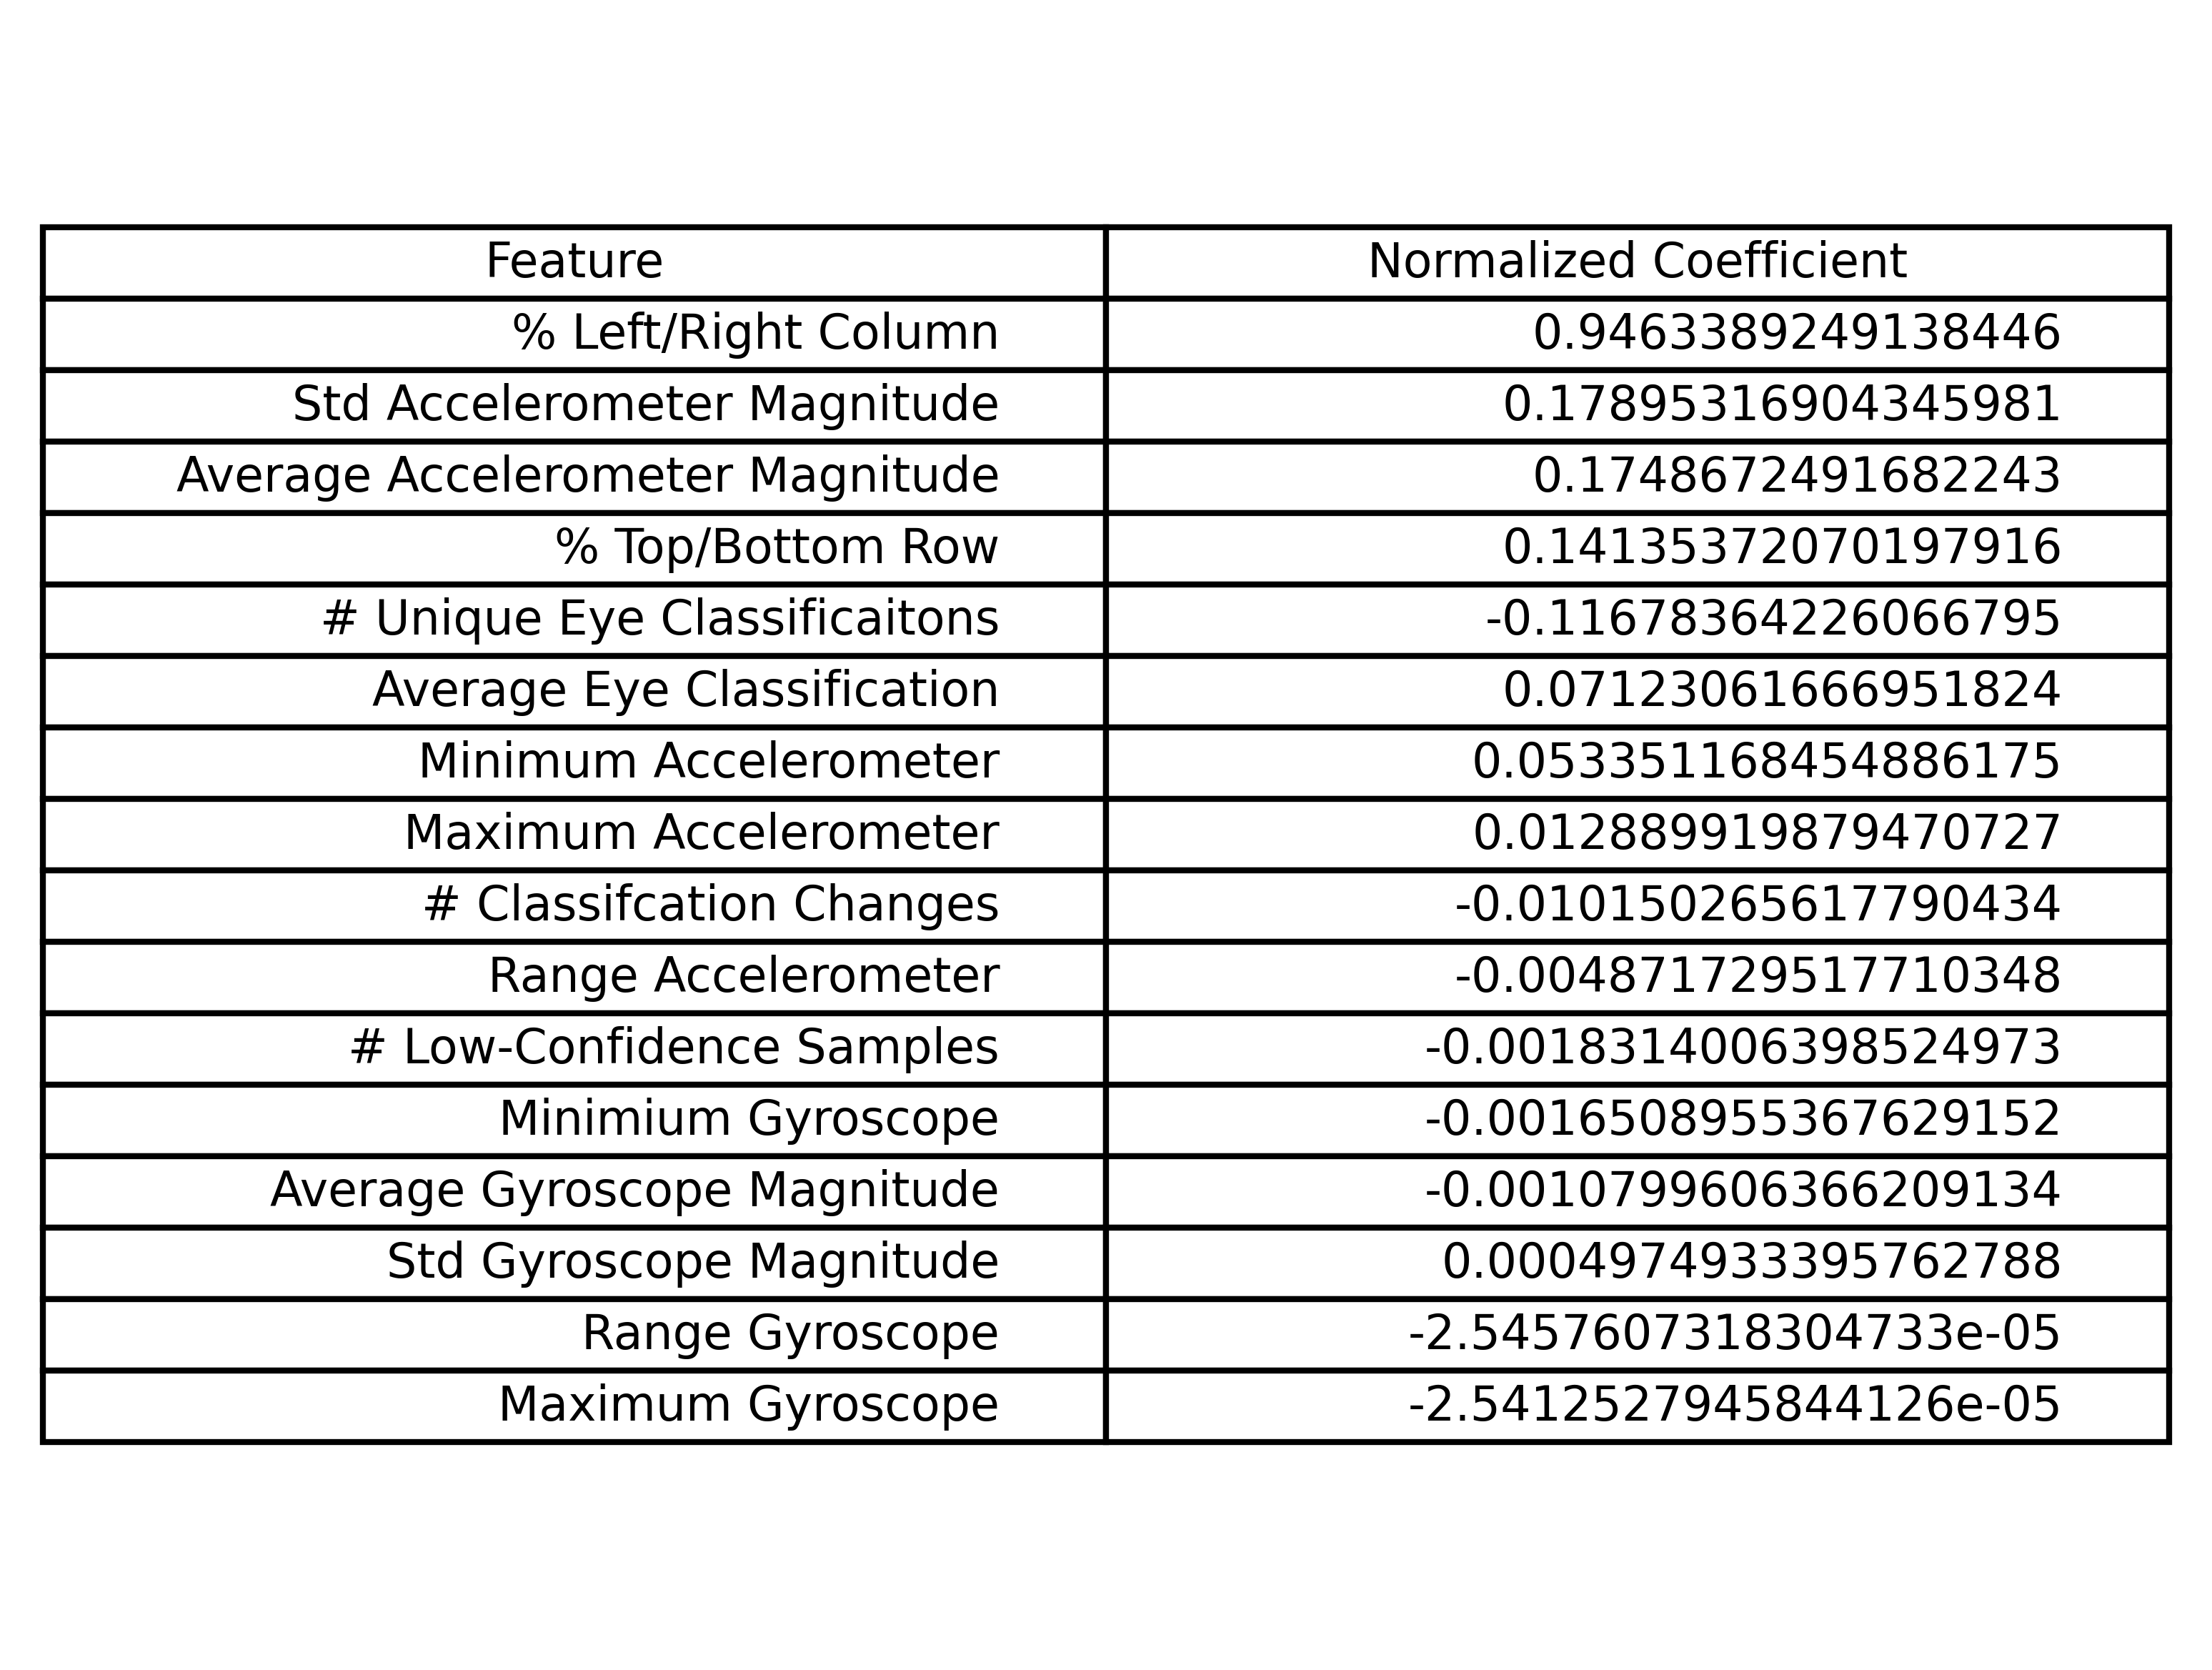 Feature Normalized Coefficient
% Left/Right Column 0.9463389249138446
Std Accelerometer Magnitude 0.17895316904345981
Average Accelerometer Magnitude 0.1748672491682243
% Top/Bottom Row 0.14135372070197916
# Unique Eye Classificaitons -0.11678364226066795
Average Eye Classification 0.07123061666951824
Minimum Accelerometer 0.053351168454886175
Maximum Accelerometer 0.012889919879470727
# Classifcation Changes -0.010150265617790434
Range Accelerometer -0.004871729517710348
# Low-Confidence Samples -0.0018314006398524973
Minimium Gyroscope -0.0016508955367629152
Average Gyroscope Magnitude -0.0010799606366209134
Std Gyroscope Magnitude 0.0004974933395762788
Range Gyroscope -2.5457607318304733e-05
Maximum Gyroscope -2.5412527945844126e-05